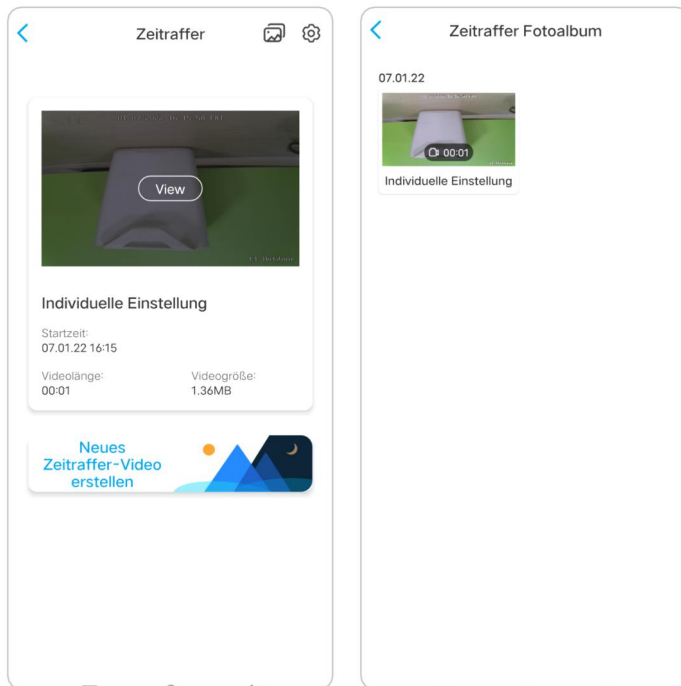 Zeitraffer
View
Individuelle Einstellung
Startzeit:
07.01.22 16:15
Videolänge:
00:01
Videogröße:
1.36MB
Neues
Zeitraffer-Video
erstellen
Zeitraffer Fotoalbum
07.01.22
00:01
Individuelle Einstellung